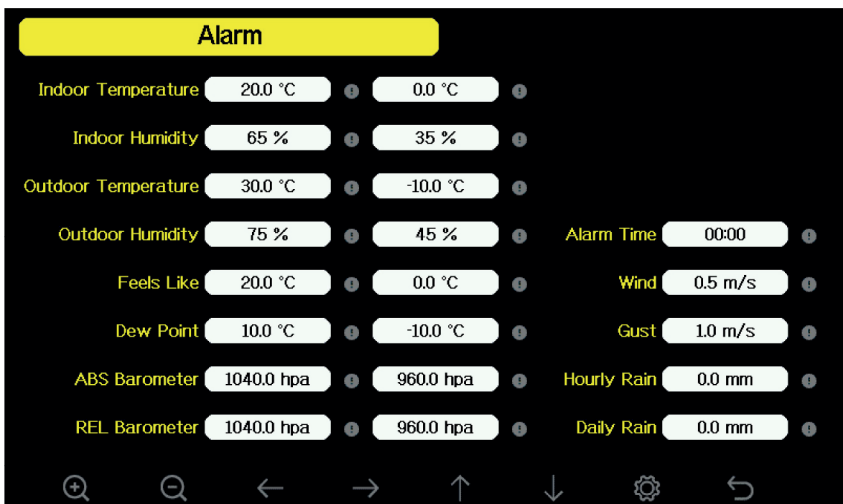 Alarm
Indoor Temperature 20.0 °C 0.0 °C
Indoor Humidity 65 % 35 %
Outdoor Temperature 30.0 °C -10.0 °C
Outdoor Humidity 75 % 45 % Alarm Time 00:00
Feels Like 20.0 °C 0.0 °C Wind 0.5 m/s
Dew Point 10.0 °C -10.0 °C Gust 1.0 m/s
ABS Barometer 1040.0 hpa 960.0 hpa Hourly Rain 0.0 mm
REL Barometer 1040.0 hpa 960.0 hpa Daily Rain 0.0 mm